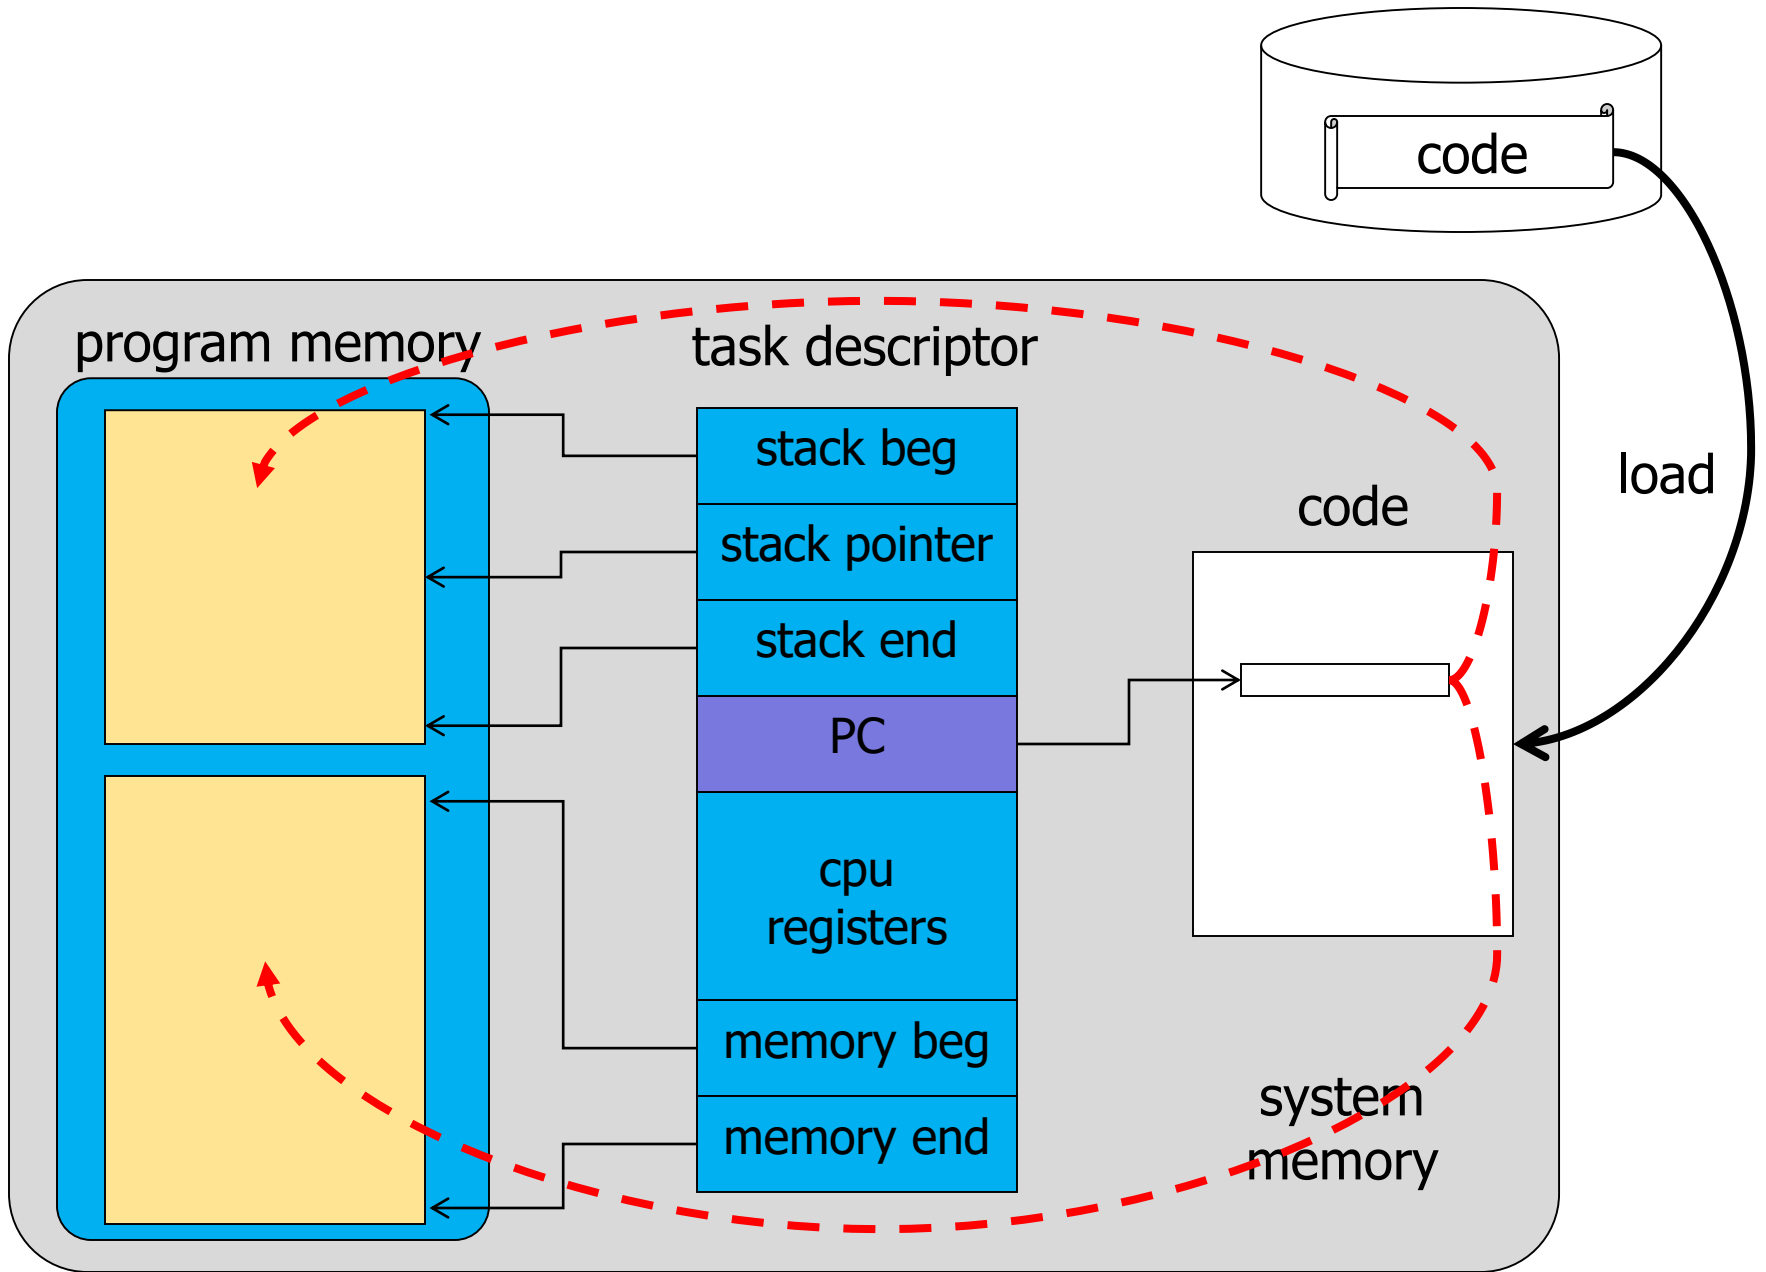 code
program memory
task descriptor
stack beg
stack pointer
stack end
PC
cpu
registers
memory beg
memory end
code
load
system
memory